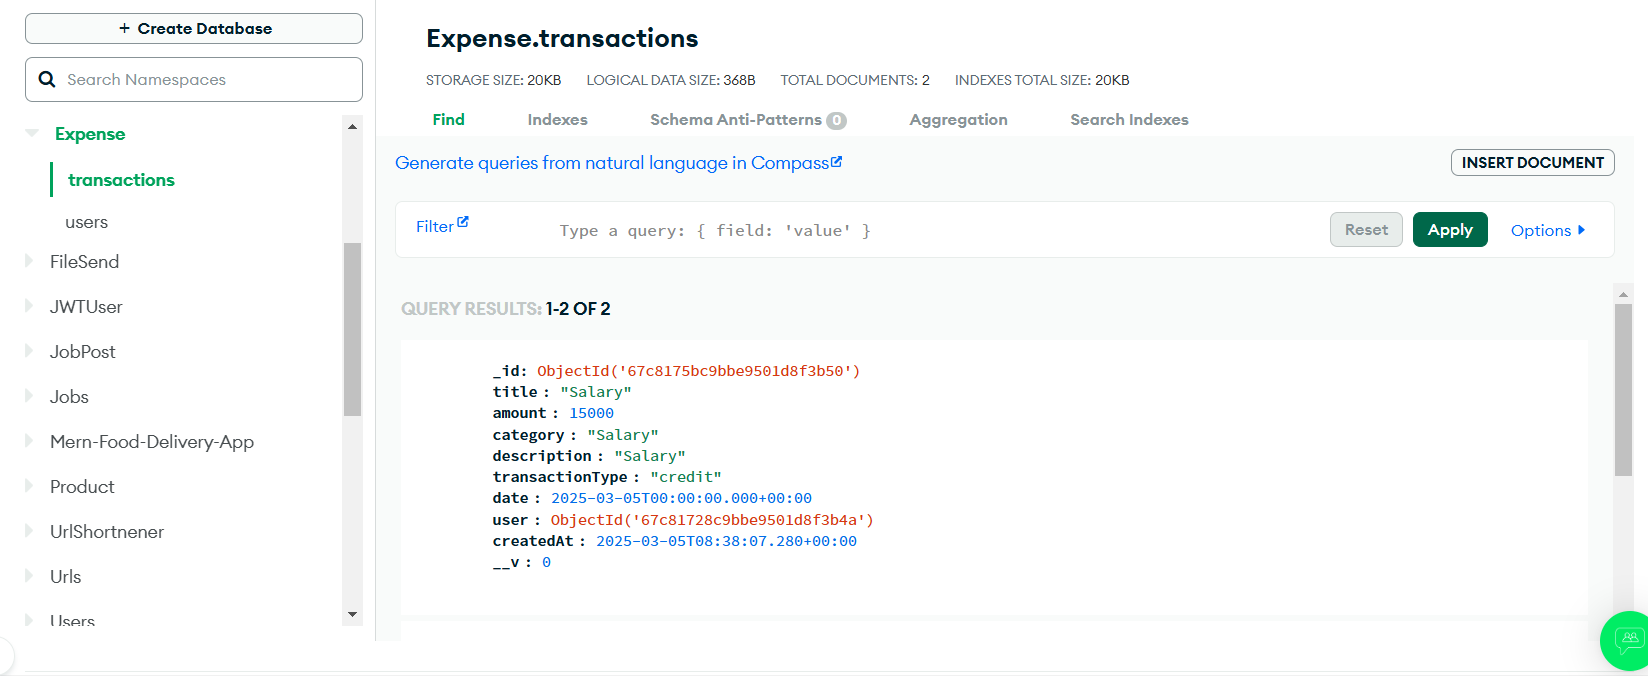 + Create Database
Search Namespaces
Expense
transactions
users
FileSend
JWTUser
JobPost
Jobs
Mern-Food-Delivery-App
Product
UrlShortnener
Urls
Users
Expense.transactions
STORAGE SIZE: 20KB LOGICAL DATA SIZE: 368B TOTAL DOCUMENTS: 2 INDEXES TOTAL SIZE: 20KB
Find Indexes Schema Anti-Patterns 0 Aggregation Search Indexes
Generate queries from natural language in Compass
INSERT DOCUMENT
Filter Type a query: { field: 'value' } Reset Apply Options
QUERY RESULTS: 1-2 OF 2
_id: ObjectId('67c8175bc9bbe9501d8f3b50')
title : "Salary"
amount : 15000
category : "Salary"
description : "Salary"
transactionType : "credit"
date : 2025-03-05T00:00:00.000+00:00
user : ObjectId('67c81728c9bbe9501d8f3b4a')
createdAt : 2025-03-05T08:38:07.280+00:00
__v : 0